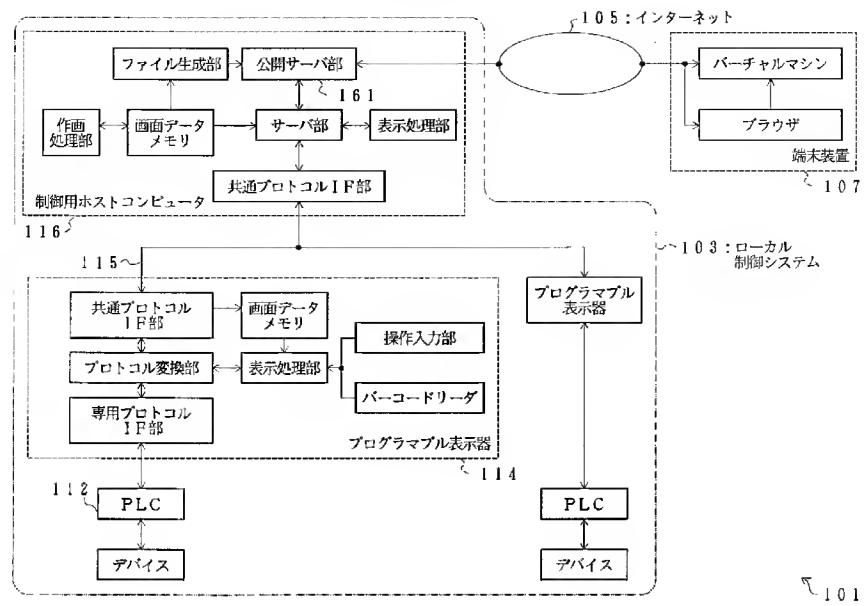 105:インターネット
ファイル生成部
公開サーバ部
161
バーチャルマシン
作画
処理部
画面データ
メモリ
サーバ部
表示処理部
ブラウザ
端末装置
107
共通プロトコルIF部
制御用ホストコンピュータ
116
103:ローカル
制御システム
115
共通プロトコル
IF部
画面データ
メモリ
プログラマブル
表示器
操作入力部
プロトコル変換部
表示処理部
バーコードリーダ
専用プロトコル
IF部
プログラマブル表示器
114
112
PLC
PLC
デバイス
デバイス
101